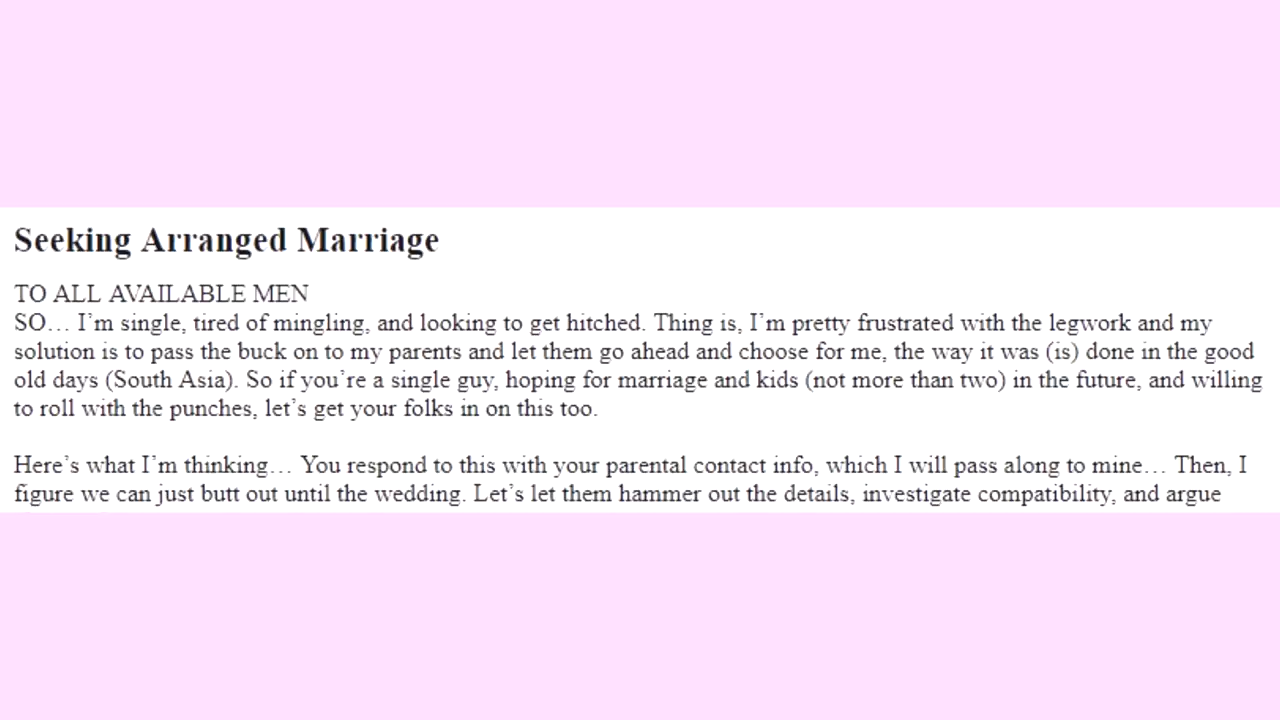 Seeking Arranged Marriage
TO ALL AVAILABLE MEN
SO… I’m single, tired of mingling, and looking to get hitched. Thing is, I’m pretty frustrated with the legwork and my
solution is to pass the buck on to my parents and let them go ahead and choose for me, the way it was (is) done in the good
old days (South Asia). So if you’re a single guy, hoping for marriage and kids (not more than two) in the future, and willing
to roll with the punches, let’s get your folks in on this too.
Here’s what I’m thinking… You respond to this with your parental contact info, which I will pass along to mine… Then, I
figure we can just butt out until the wedding. Let’s let them hammer out the details, investigate compatibility, and argue